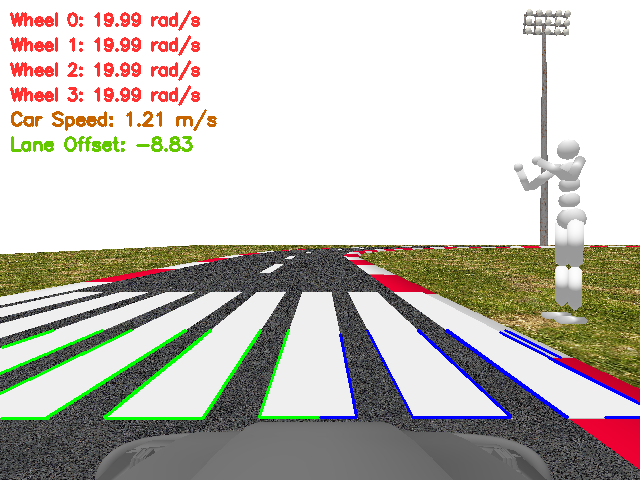 Wheel 0: 19.99 rad/s
Wheel 1: 19.99 rad/s
Wheel 2: 19.99 rad/s
Wheel 3: 19.99 rad/s
Car Speed: 1.21 m/s
Lane Offset: -8.83